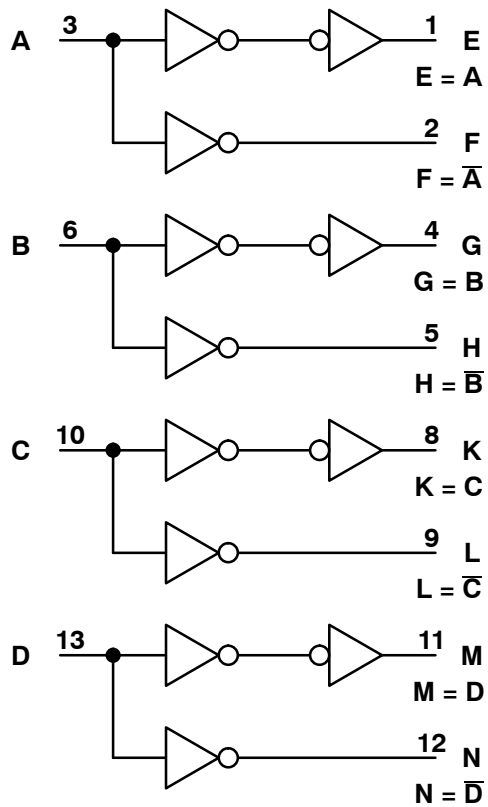 A 3 1 E
E = A
2 F
F = A̅
B 6 4 G
G = B
5 H
H = B̅
C 10 8 K
K = C
9 L
L = C̅
D 13 11 M
M = D
12 N
N = D̅